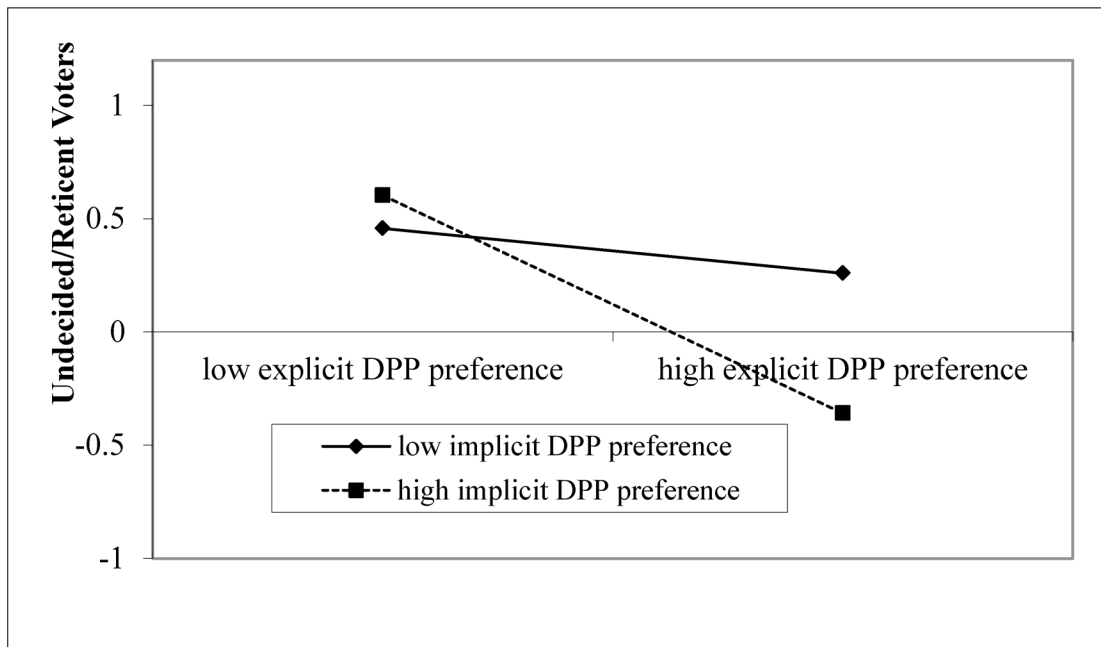 Undecided/Reticent Voters
1
0.5
0
-0.5
-1
low explicit DPP preference
high explicit DPP preference
low implicit DPP preference
high implicit DPP preference